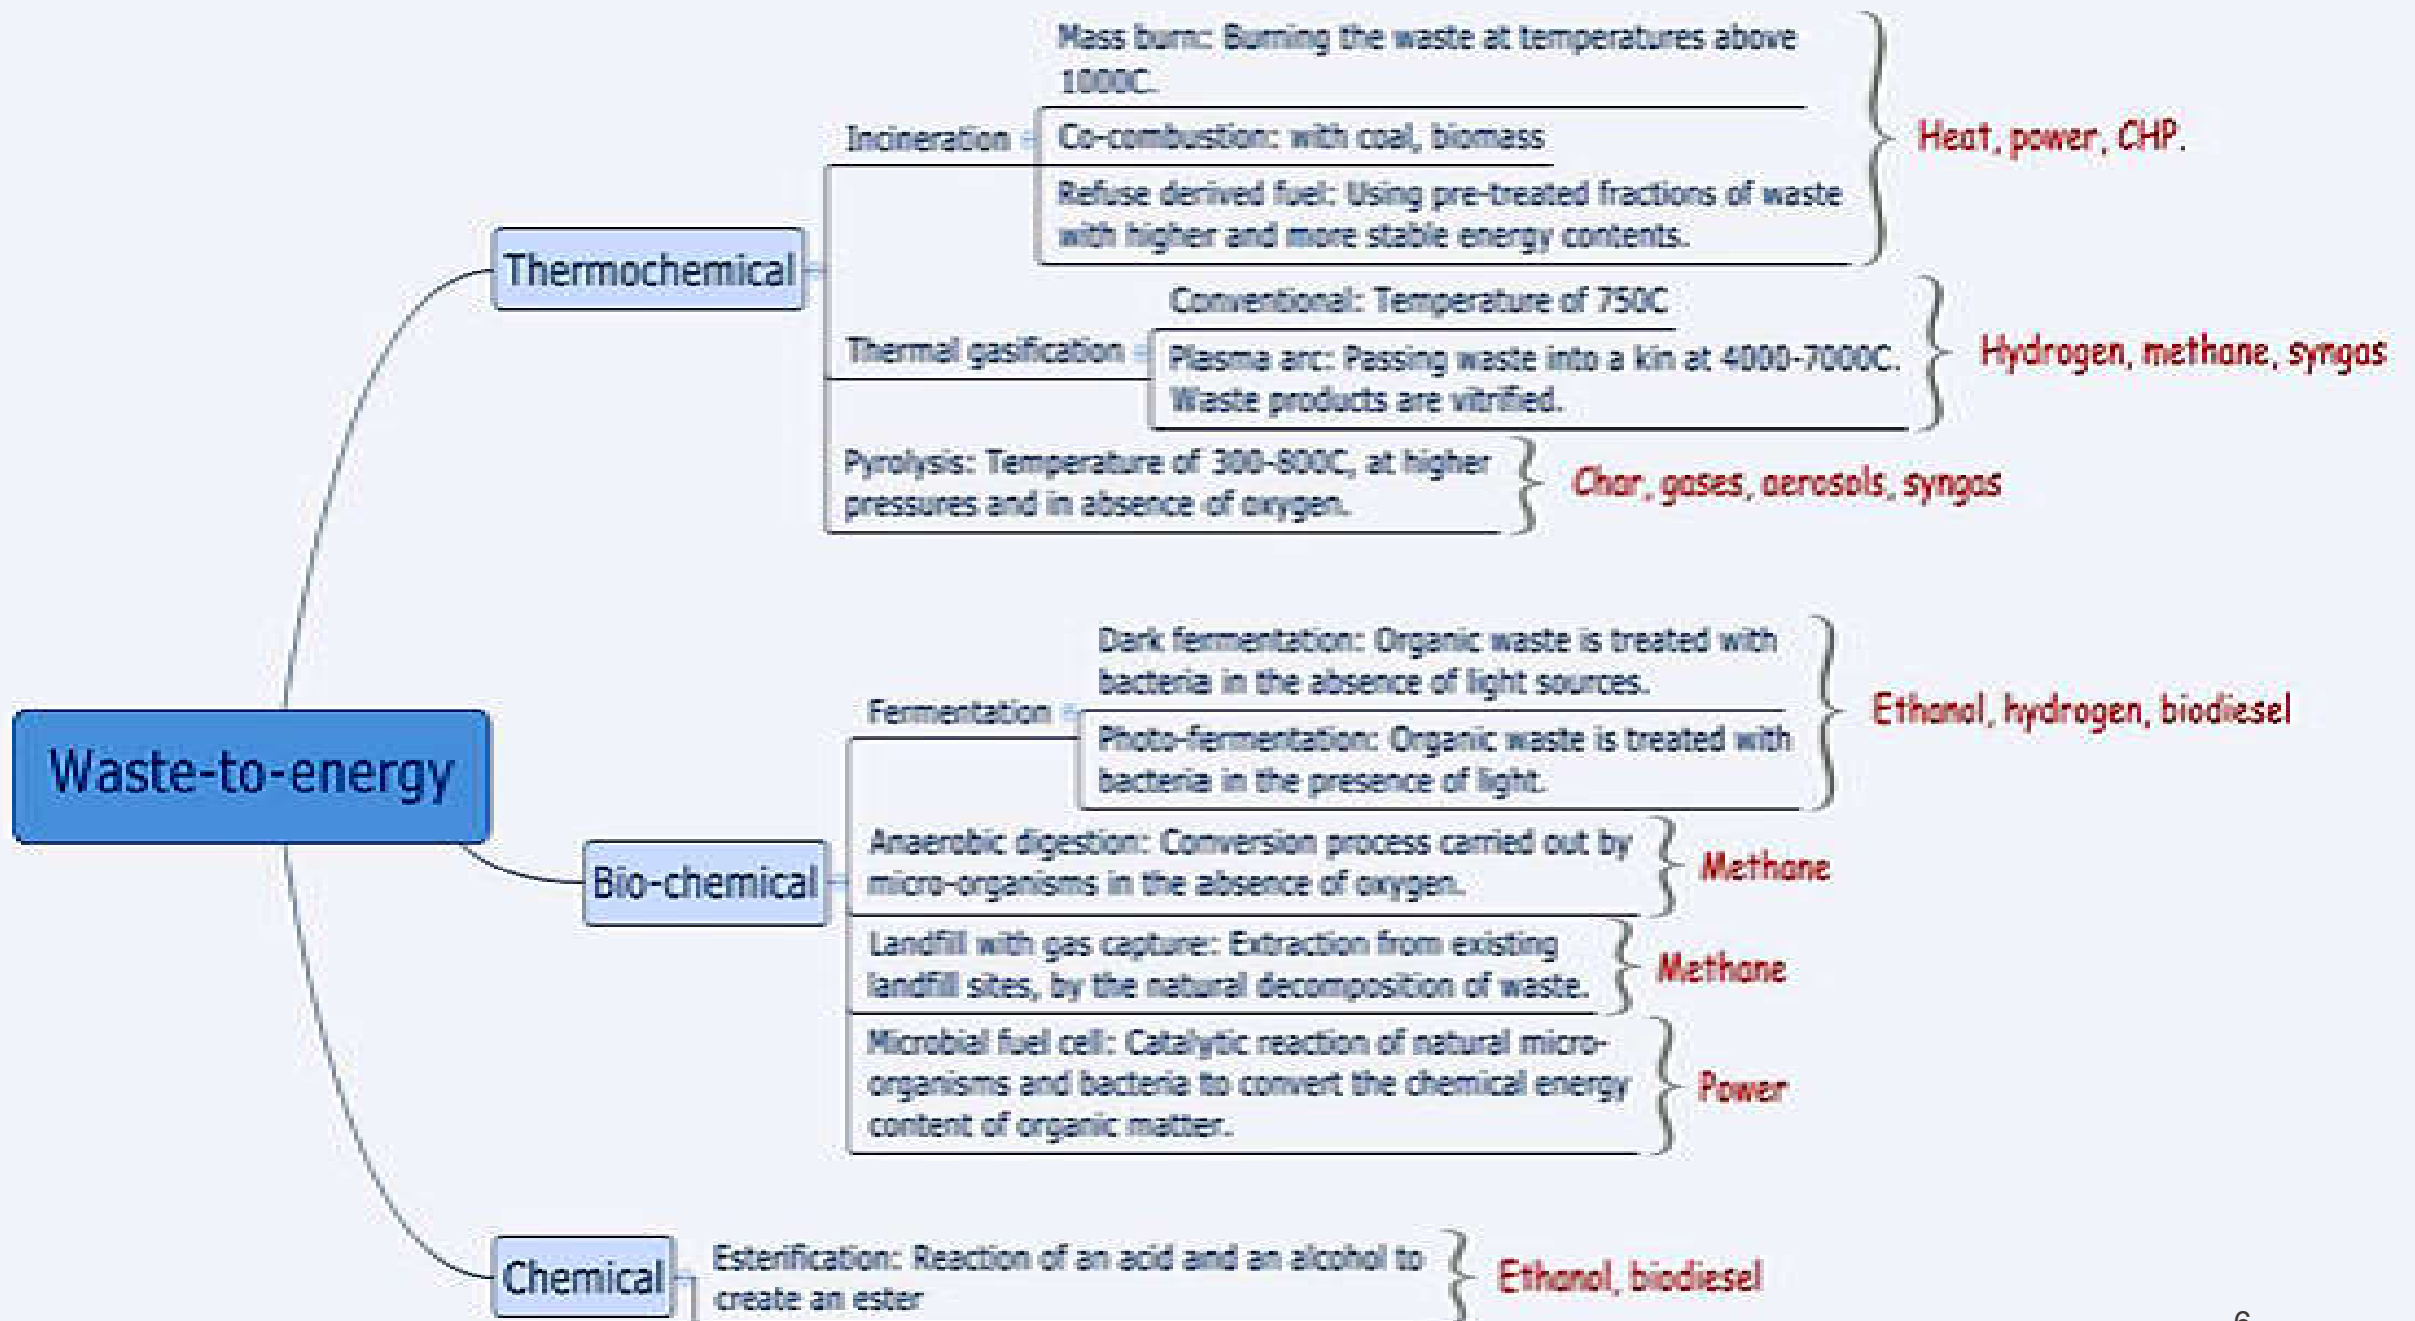 Mass burn: Burning the waste at temperatures above
1000C.
Incineration
Co-combustion: with coal, biomass
Heat, power, CHP.
Refuse derived fuel: Using pre-treated fractions of waste
with higher and more stable energy contents.
Thermochemical
Conventional: Temperature of 750C
Thermal gasification
Plasma arc: Passing waste into a kin at 4000-7000C.
Waste products are vitrified.
Hydrogen, methane, syngas
Pyrolysis: Temperature of 300-800C, at higher
pressures and in absence of oxygen.
Char, gases, aerosols, syngas
Waste-to-energy
Dark fermentation: Organic waste is treated with
bacteria in the absence of light sources.
Fermentation
Photo-fermentation: Organic waste is treated with
bacteria in the presence of light.
Ethanol, hydrogen, biodiesel
Bio-chemical
Anaerobic digestion: Conversion process carried out by
micro-organisms in the absence of oxygen.
Methane
Landfill with gas capture: Extraction from existing
landfill sites, by the natural decomposition of waste.
Methane
Microbial fuel cell: Catalytic reaction of natural micro-
organisms and bacteria to convert the chemical energy
content of organic matter.
Power
Chemical
Esterification: Reaction of an acid and an alcohol to
create an ester
Ethanol, biodiesel
6